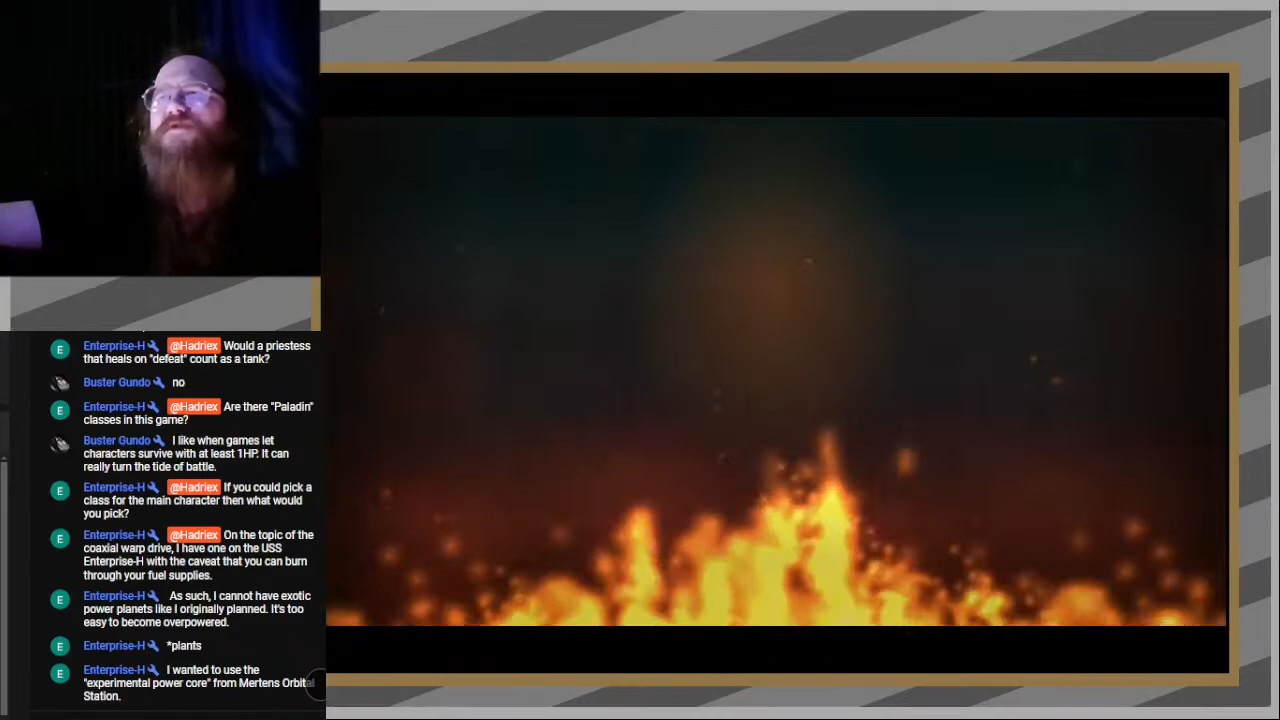 Enterprise-H @Hadriex Would a priestess
that heals on "defeat" count as a tank?
Buster Gundo no
Enterprise-H @Hadriex Are there "Paladin"
classes in this game?
Buster Gundo I like when games let
characters survive with at least 1HP. It can
really turn the tide of battle.
Enterprise-H @Hadriex If you could pick a
class for the main character then what would
you pick?
Enterprise-H @Hadriex On the topic of the
coaxial warp drive, I have one on the USS
Enterprise-H with the caveat that you can burn
through your fuel supplies.
Enterprise-H As such, I cannot have exotic
power planets like I originally planned. It's too
easy to become overpowered.
Enterprise-H *plants
Enterprise-H I wanted to use the
"experimental power core" from Mertens Orbital
Station.